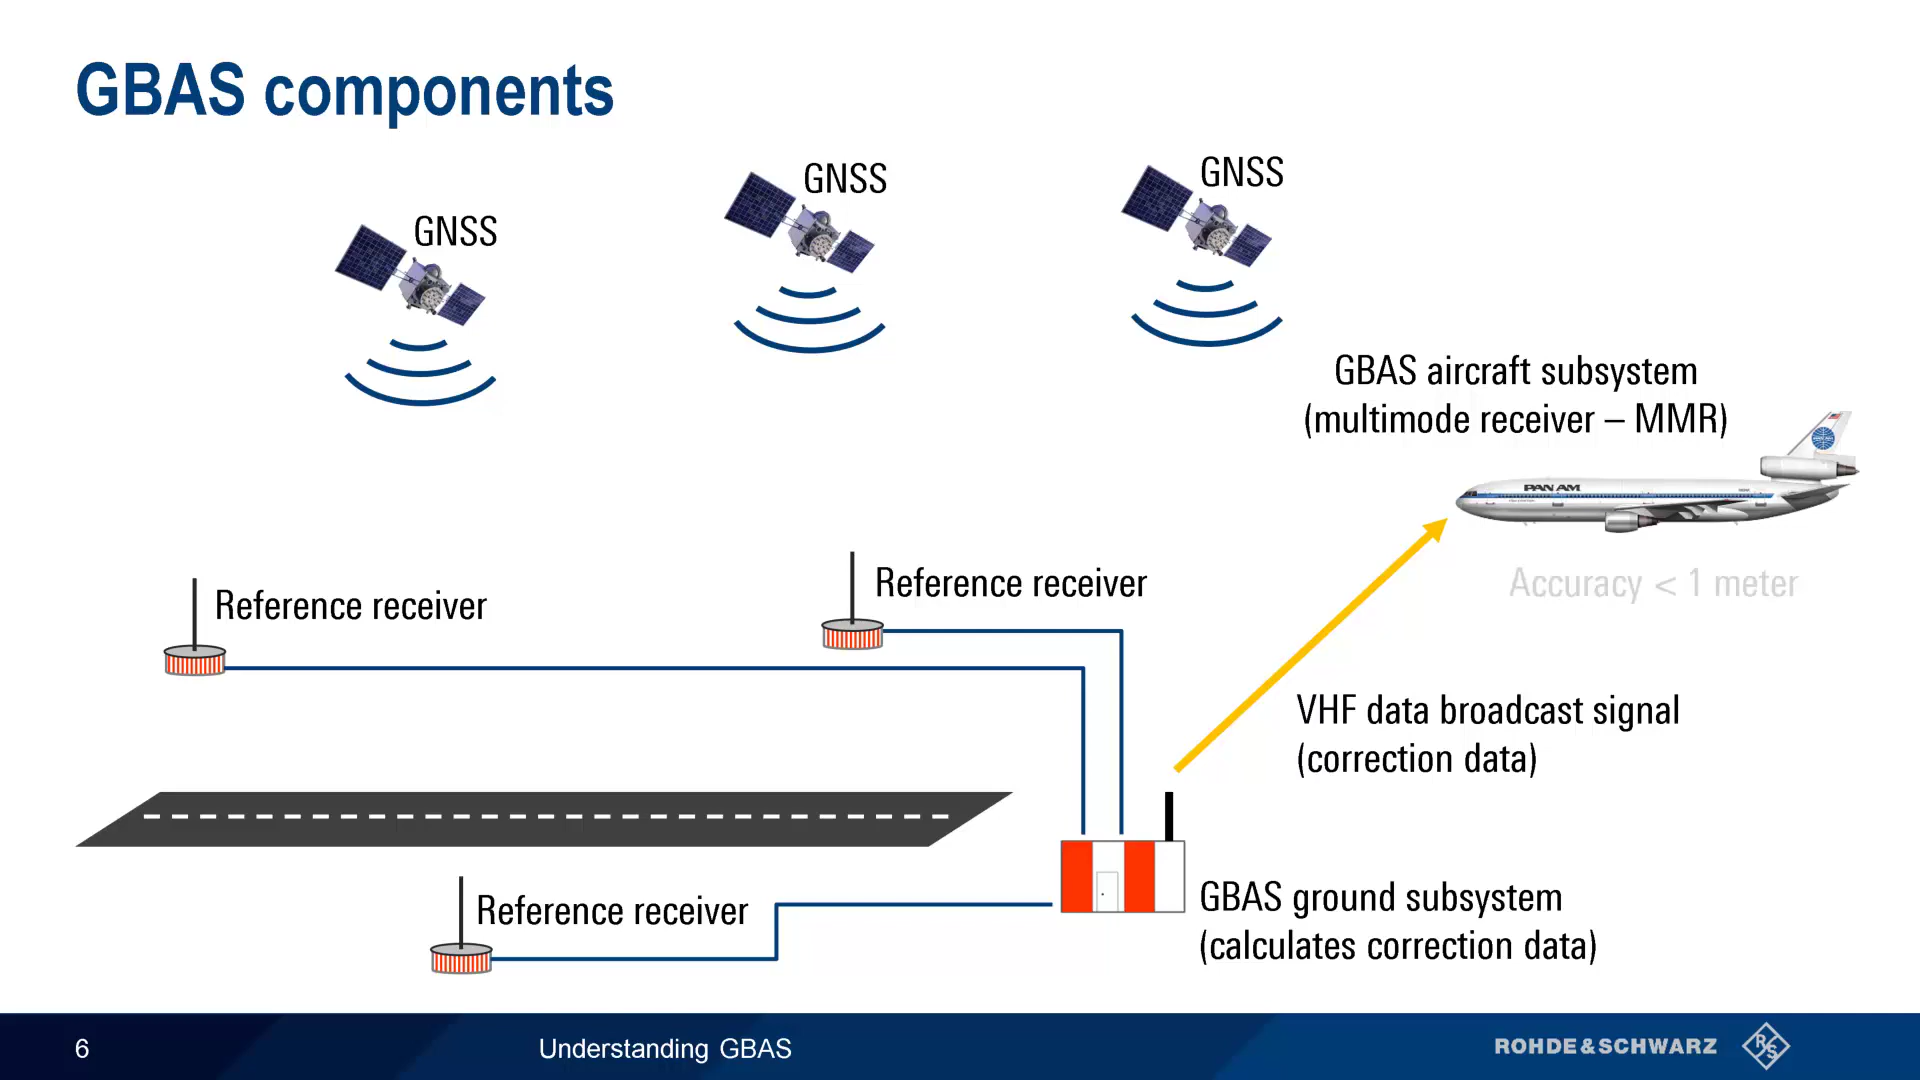 GBAS components
GNSS
GNSS
GNSS
GBAS aircraft subsystem
(multimode receiver – MMR)
PAN AM
Accuracy < 1 meter
Reference receiver
Reference receiver
VHF data broadcast signal
(correction data)
Reference receiver
GBAS ground subsystem
(calculates correction data)
6
Understanding GBAS
ROHDE & SCHWARZ
R&S